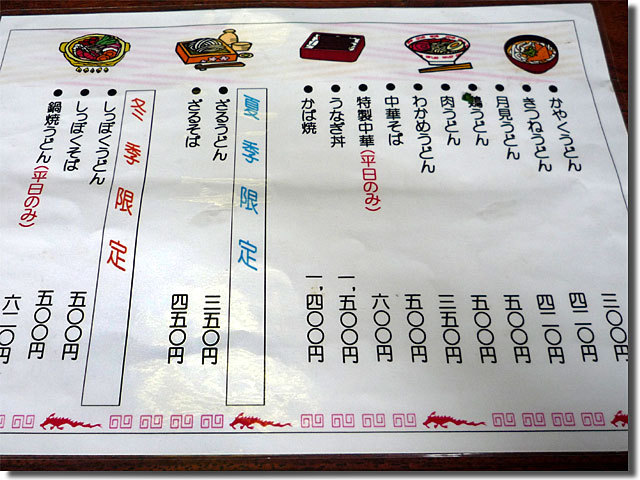 ●かやくうどん 三〇〇円
●きつねうどん 四二〇円
●月見うどん 四二〇円
●鶏うどん 五〇〇円
●肉うどん 五〇〇円
●わかめうどん 三五〇円
●中華そば 五〇〇円
●特製中華(平日のみ) 六〇〇円
●うなぎ丼 一、五〇〇円
●かば焼 一、四〇〇円
夏季限定
●ざるうどん 三五〇円
●ざるそば 四五〇円
冬季限定
●しっぽくうどん 五〇〇円
●しっぽくそば 五〇〇円
●鍋焼うどん(平日のみ) 六二〇円